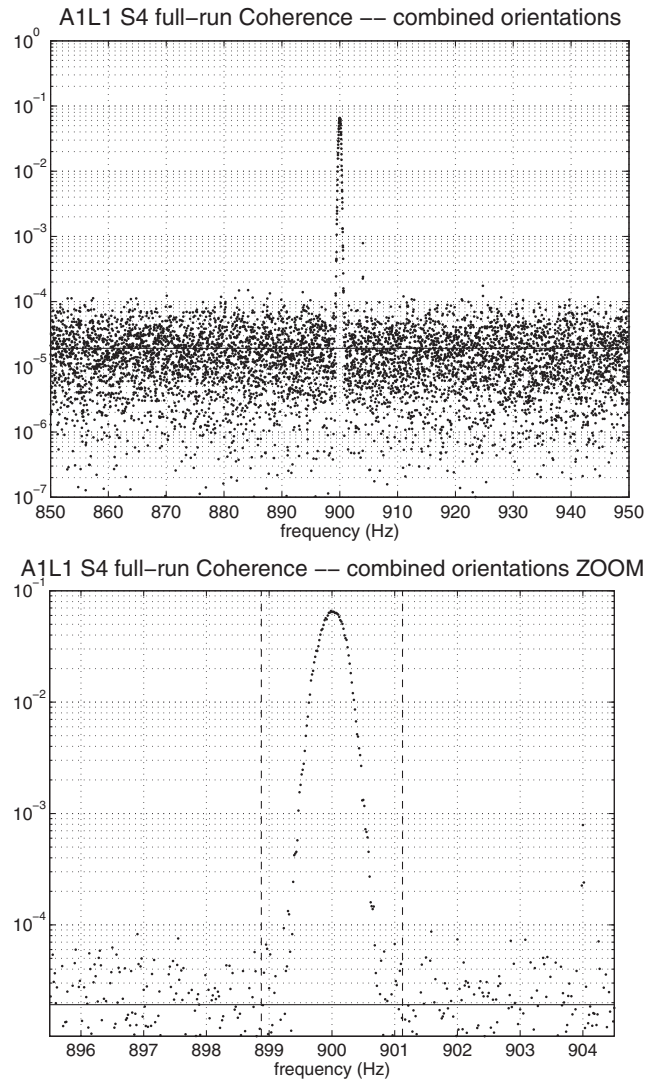 A1L1 S4 full−run Coherence −− combined orientations
10^0
10^−1
10^−2
10^−3
10^−4
10^−5
10^−6
10^−7
850 860 870 880 890 900 910 920 930 940 950
frequency (Hz)
A1L1 S4 full−run Coherence −− combined orientations ZOOM
10^−1
10^−2
10^−3
10^−4
896 897 898 899 900 901 902 903 904
frequency (Hz)